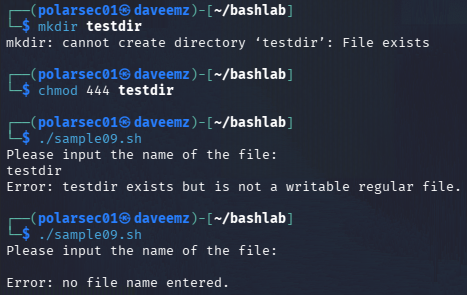 ┌──(polarsec01㉿daveemz)-[~/bashlab]
└─$ mkdir testdir
mkdir: cannot create directory ‘testdir’: File exists
┌──(polarsec01㉿daveemz)-[~/bashlab]
└─$ chmod 444 testdir
┌──(polarsec01㉿daveemz)-[~/bashlab]
└─$ ./sample09.sh
Please input the name of the file:
testdir
Error: testdir exists but is not a writable regular file.
┌──(polarsec01㉿daveemz)-[~/bashlab]
└─$ ./sample09.sh
Please input the name of the file:
Error: no file name entered.